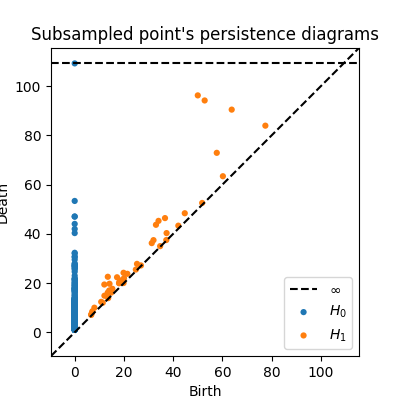 Subsampled point's persistence diagrams
100
80
60
40
20
0
Death
0 20 40 60 80 100
Birth
∞
H₀
H₁